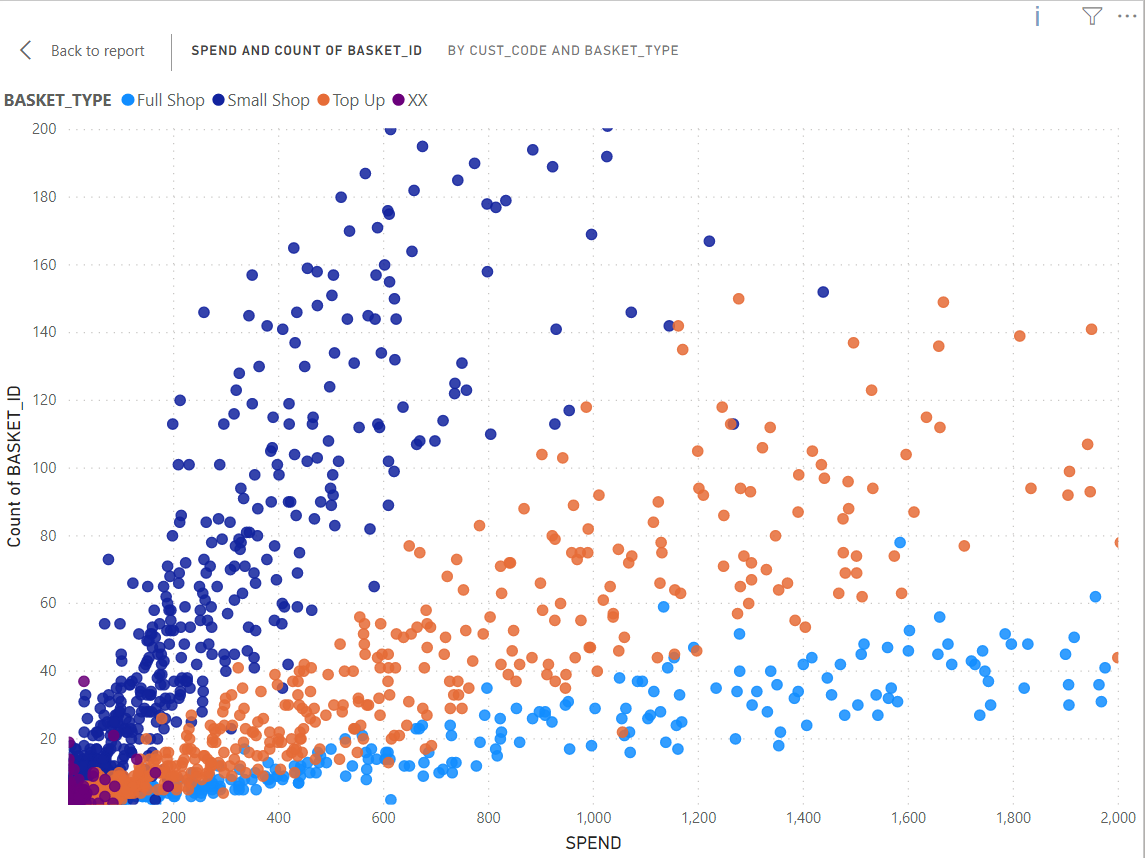 i
Back to report SPEND AND COUNT OF BASKET_ID BY CUST_CODE AND BASKET_TYPE
BASKET_TYPE Full Shop Small Shop Top Up XX
200
180
160
140
120
100
80
60
40
20
Count of BASKET_ID
200 400 600 800 1,000 1,200 1,400 1,600 1,800 2,000
SPEND